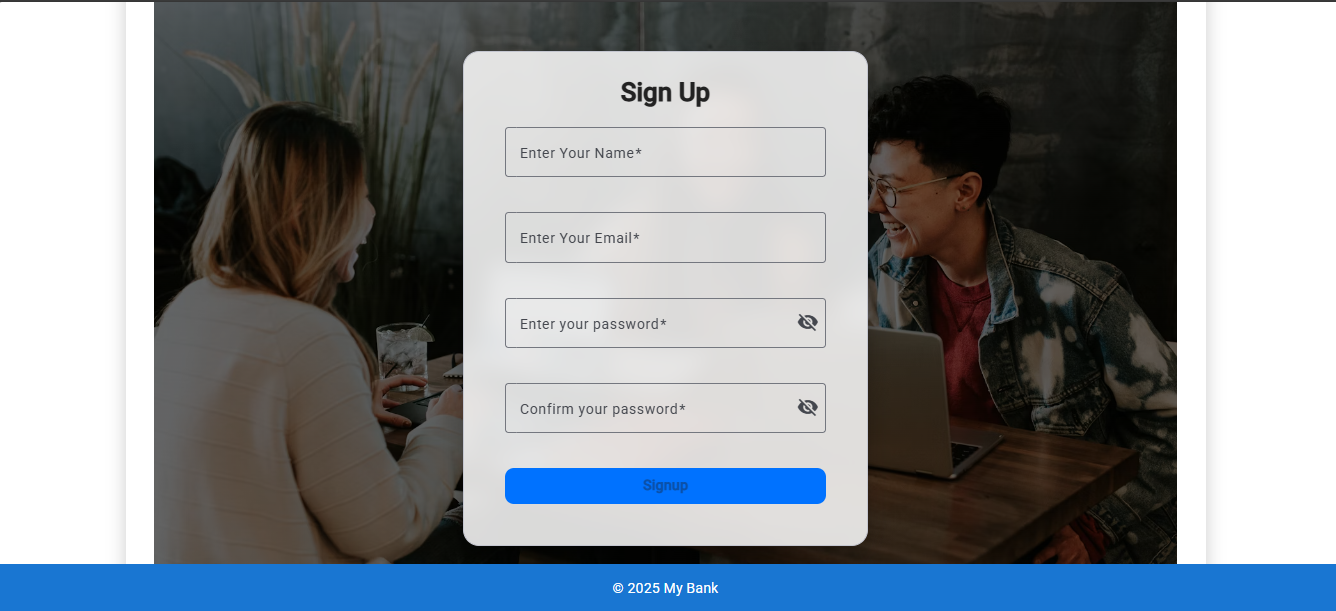 Sign Up
Enter Your Name*
Enter Your Email*
Enter your password*
Confirm your password*
Signup
© 2025 My Bank